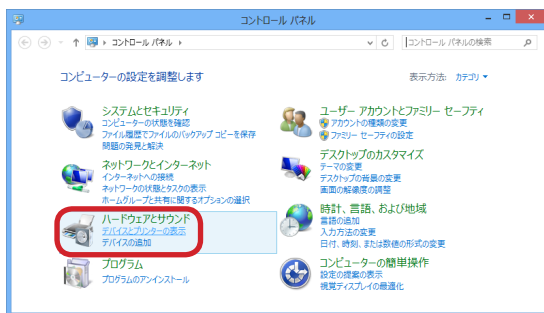 コントロール パネル
コントロール パネル
コントロール パネルの検索
コンピューターの設定を調整します
表示方法: カテゴリ
システムとセキュリティ
コンピューターの状態を確認
ファイル履歴でファイルのバックアップ コピーを保存
問題の発見と解決
ネットワークとインターネット
インターネットへの接続
ネットワークの状態とタスクの表示
ホームグループと共有に関するオプションの選択
ハードウェアとサウンド
デバイスとプリンターの表示
デバイスの追加
プログラム
プログラムのアンインストール
ユーザー アカウントとファミリー セーフティ
アカウントの種類の変更
ファミリー セーフティの設定
デスクトップのカスタマイズ
テーマの変更
デスクトップの背景の変更
画面の解像度の調整
時計、言語、および地域
言語の追加
入力方法の変更
日付、時刻、または数値の形式の変更
コンピューターの簡単操作
設定の提案の表示
視覚ディスプレイの最適化